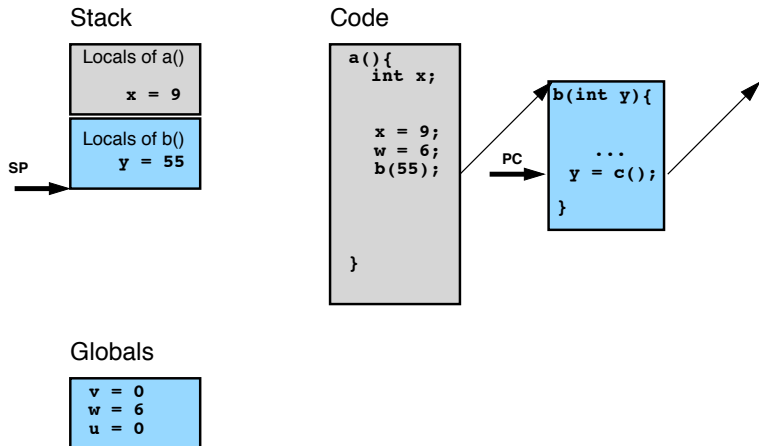 Stack
Locals of a()
x = 9
Locals of b()
y = 55
SP
Code
a(){
int x;
x = 9;
w = 6;
b(55);
}
PC
b(int y){
...
y = c();
}
Globals
v = 0
w = 6
u = 0